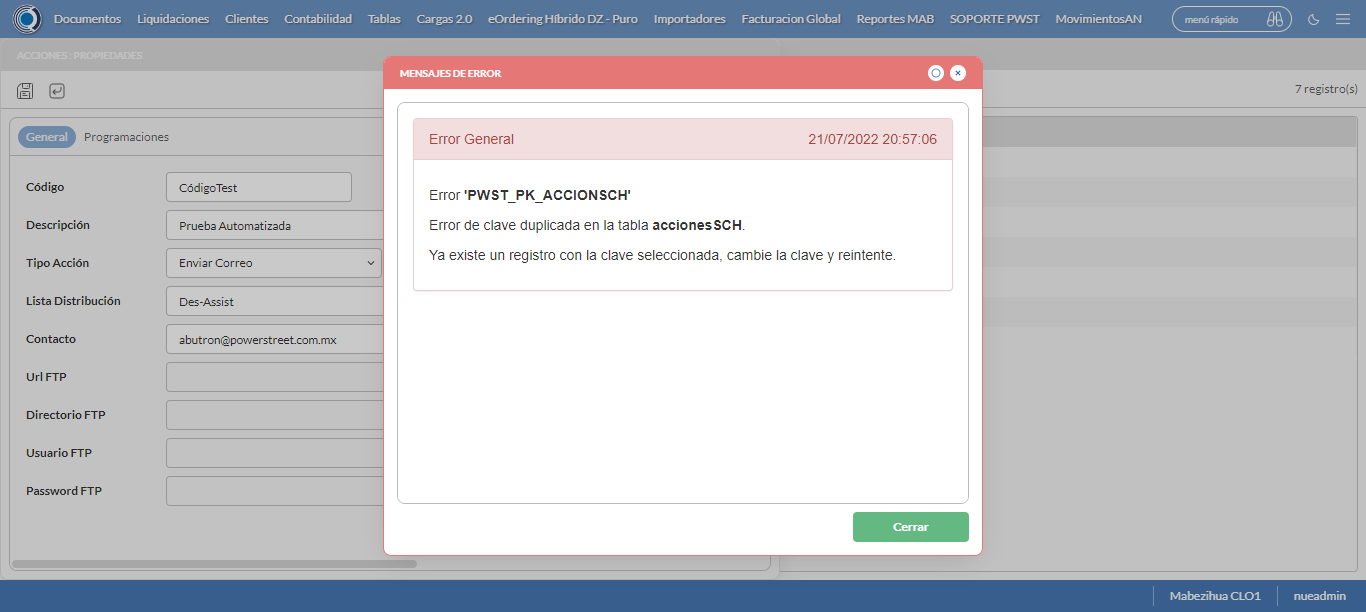 Documentos Liquidaciones Clientes Contabilidad Tablas Cargas 2.0 eOrdering Híbrido DZ - Puro Importadores Facturacion Global Reportes MAB SOPORTE PWST MovimientosAN menú rápido
ACCIONES : PROPIEDADES
MENSAJES DE ERROR
7 registro(s)
General Programaciones
Error General 21/07/2022 20:57:06
Error 'PWST_PK_ACCIONSCH'
Error de clave duplicada en la tabla accionesSCH.
Ya existe un registro con la clave seleccionada, cambie la clave y reintente.
Código CódigoTest
Descripción Prueba Automatizada
Tipo Acción Enviar Correo
Lista Distribución Des-Assist
Contacto abutron@powerstreet.com.mx
Url FTP
Directorio FTP
Usuario FTP
Password FTP
Cerrar
Mabezihua CLO1 nueadmin